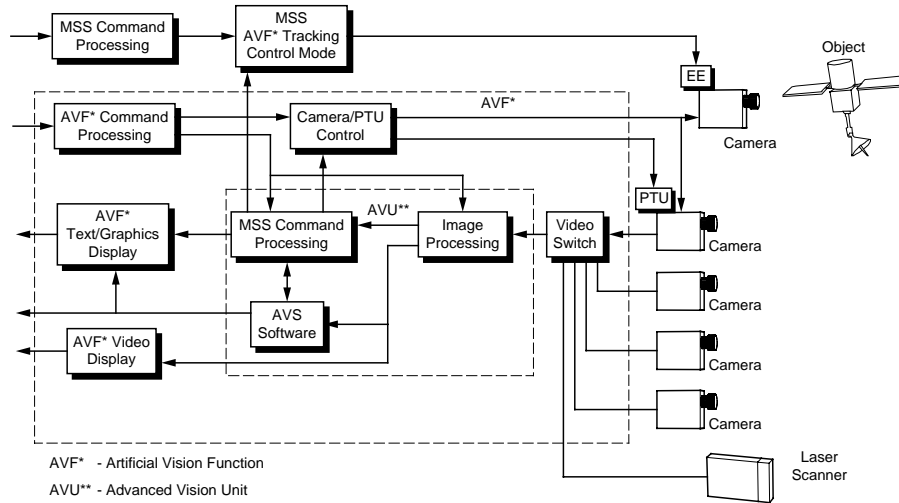 MSS Command
Processing
MSS
AVF* Tracking
Control Mode
EE
Object
Camera
AVF* Command
Processing
Camera/PTU
Control
AVF*
PTU
Camera
AVF*
Text/Graphics
Display
MSS Command
Processing
AVU**
Image
Processing
Video
Switch
Camera
AVS
Software
AVF* Video
Display
Camera
Camera
AVF* - Artificial Vision Function
AVU** - Advanced Vision Unit
Laser
Scanner